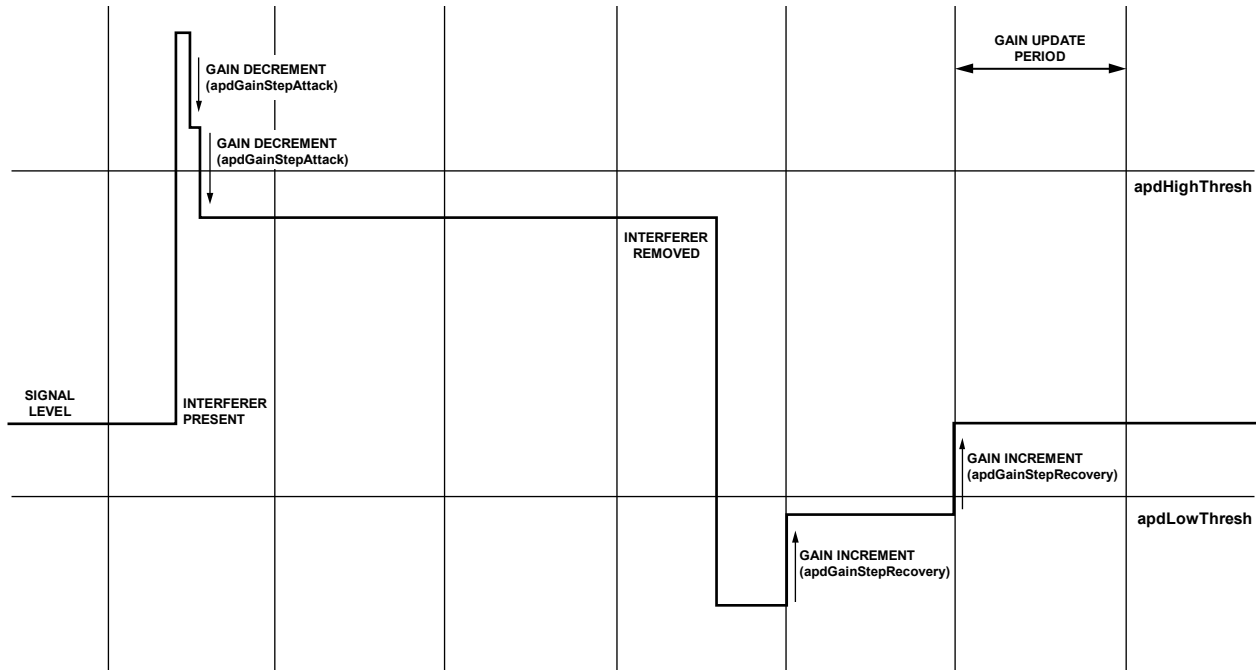 GAIN UPDATE
PERIOD
GAIN DECREMENT
(apdGainStepAttack)
GAIN DECREMENT
(apdGainStepAttack)
apdHighThresh
INTERFERER
REMOVED
SIGNAL
LEVEL
INTERFERER
PRESENT
GAIN INCREMENT
(apdGainStepRecovery)
apdLowThresh
GAIN INCREMENT
(apdGainStepRecovery)